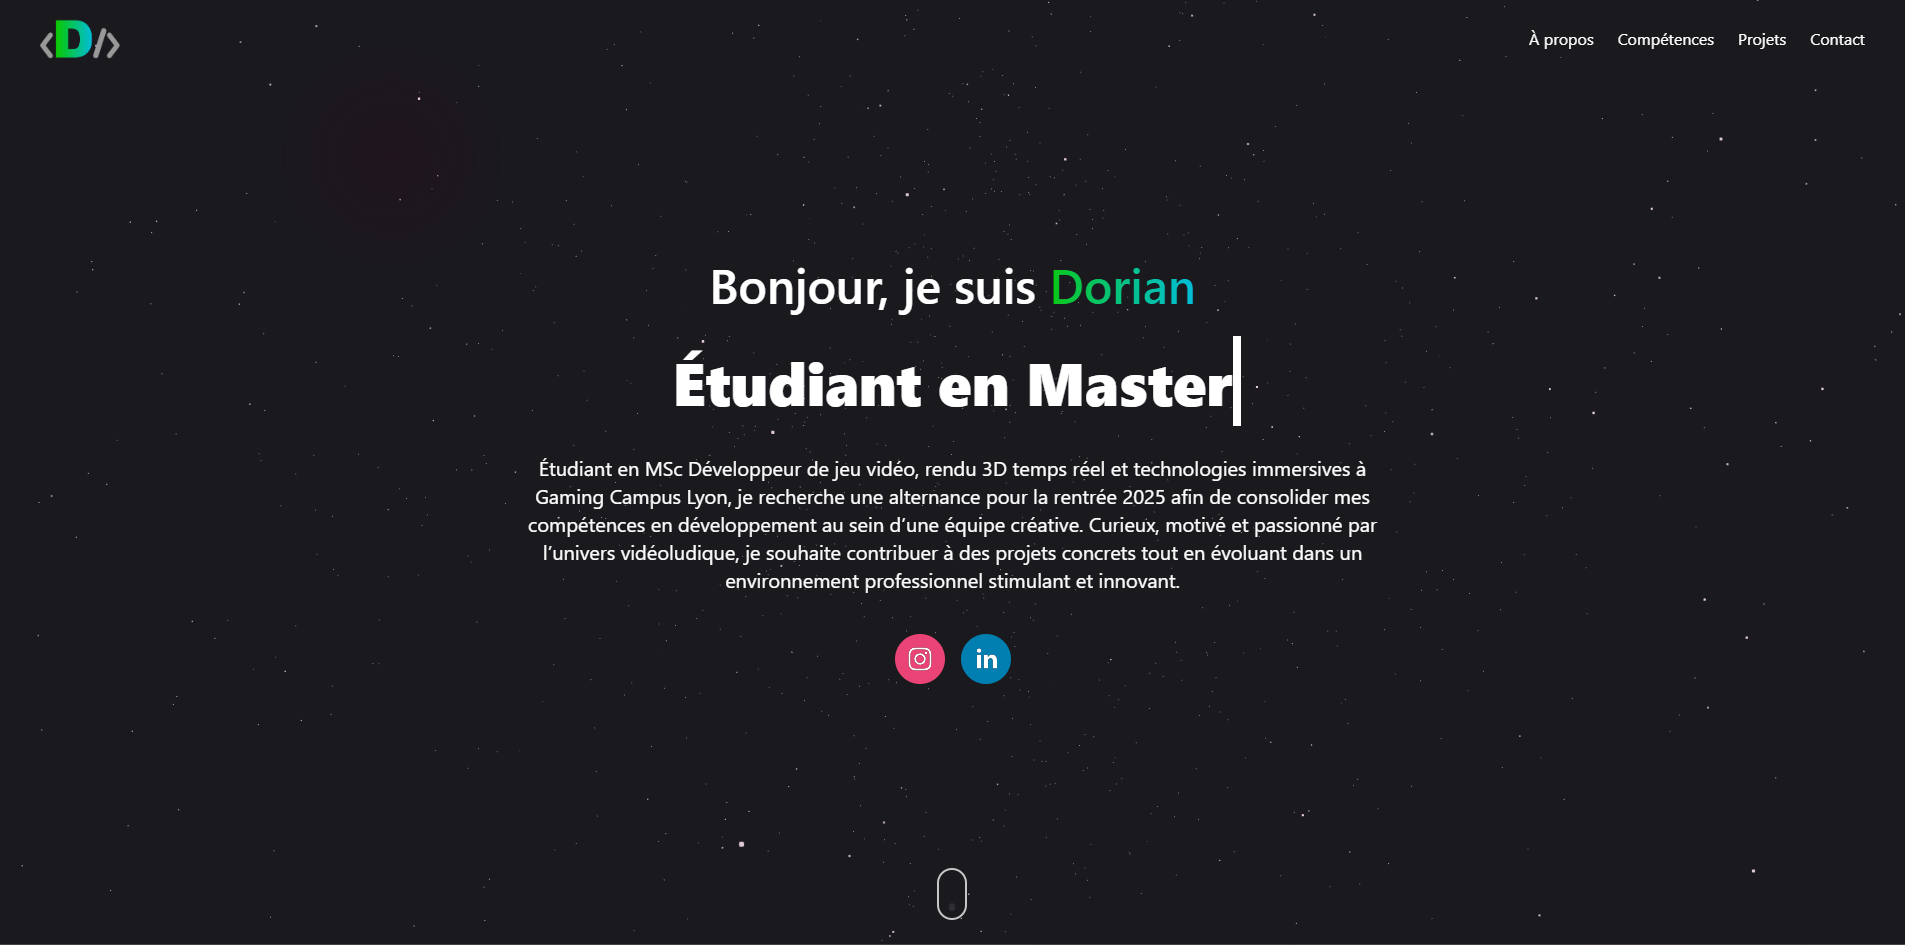 <D/>
À propos Compétences Projets Contact
Bonjour, je suis Dorian
Étudiant en Master
Étudiant en MSc Développeur de jeu vidéo, rendu 3D temps réel et technologies immersives à
Gaming Campus Lyon, je recherche une alternance pour la rentrée 2025 afin de consolider mes
compétences en développement au sein d’une équipe créative. Curieux, motivé et passionné par
l’univers vidéoludique, je souhaite contribuer à des projets concrets tout en évoluant dans un
environnement professionnel stimulant et innovant.
in